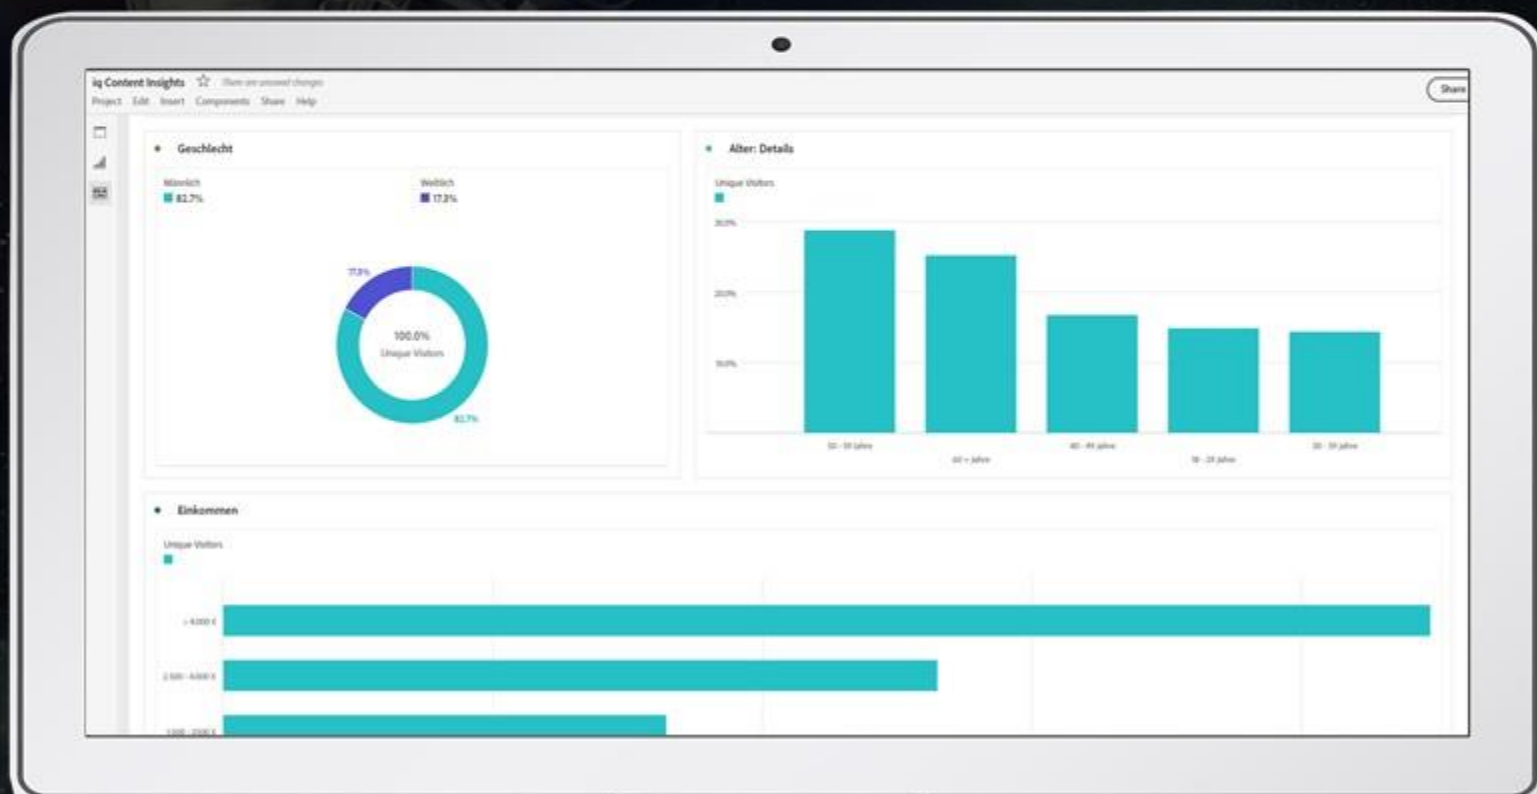 iq Content Insights There are unsaved changes
Project Edit Insert Components Share Help
Share
Geschlecht
Männlich Weiblich
82.7% 17.3%
17.3%
100.0%
Unique Visitors
82.7%
Alter: Details
Unique Visitors
30.0%
20.0%
10.0%
50 - 59 Jahre 40 - 49 Jahre 30 - 39 Jahre
60 + Jahre 18 - 29 Jahre
Einkommen
Unique Visitors
> 4.000 €
2.500 - 4.000 €